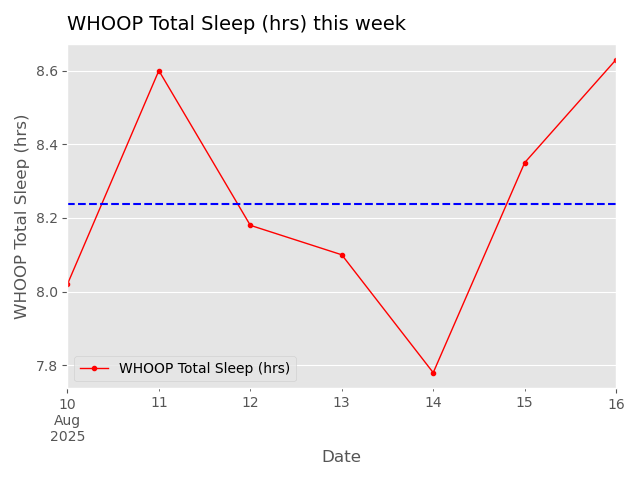 WHOOP Total Sleep (hrs) this week
WHOOP Total Sleep (hrs)
8.6
8.4
8.2
8.0
7.8
WHOOP Total Sleep (hrs)
10 11 12 13 14 15 16
Aug
2025
Date